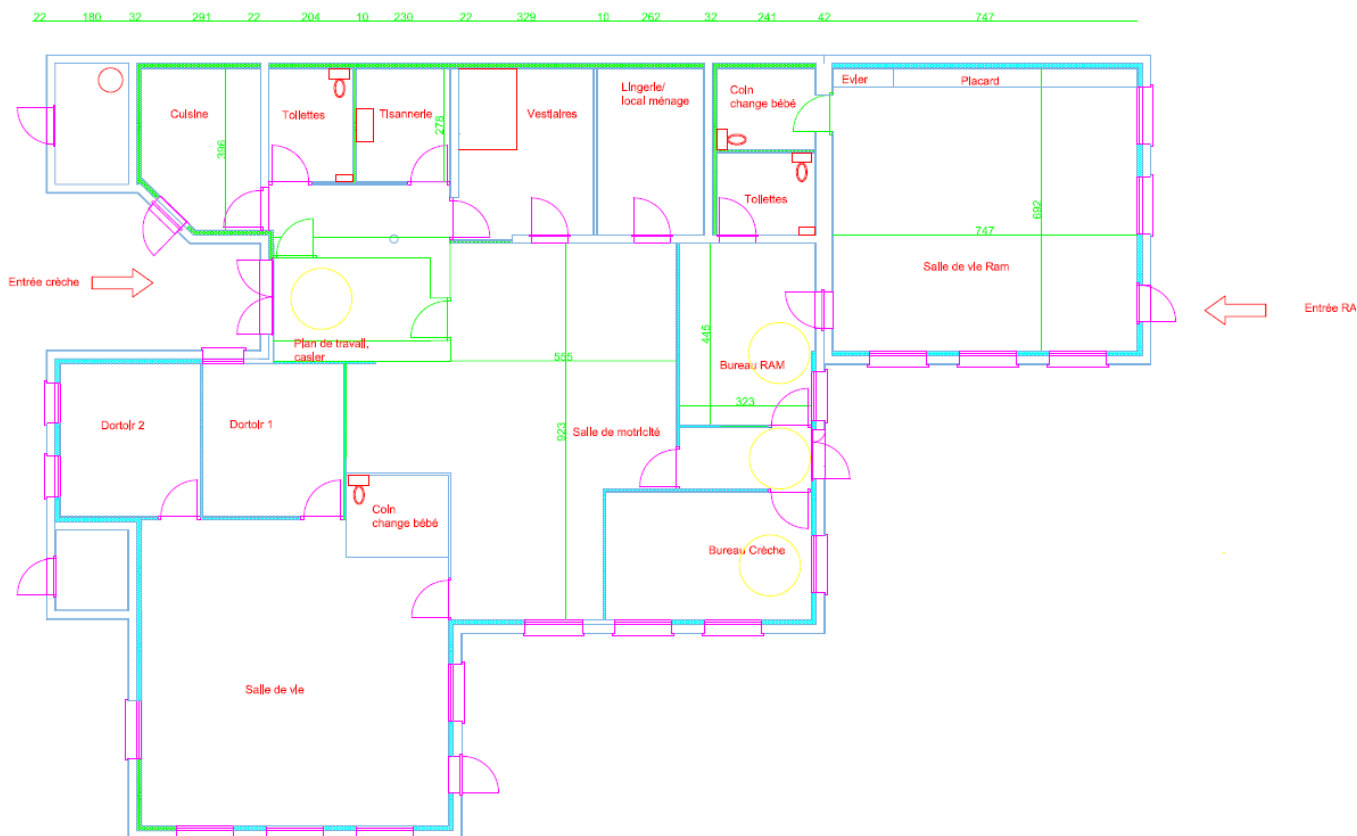 22 180 32 291 22 204 10 230 22 329 10 262 32 241 42 747
Evier
Placard
Cuisine
Toilettes
Tisannerie
Vestiaires
Lingerie/
local ménage
Coin
change bébé
396
278
Toilettes
692
747
Salle de vie Ram
Entrée crèche
Entrée RA
Plan de travail,
casier
555
445
Bureau RAM
323
Dortoir 2
Dortoir 1
923
Salle de motricité
Coin
change bébé
Bureau Crèche
Salle de vie